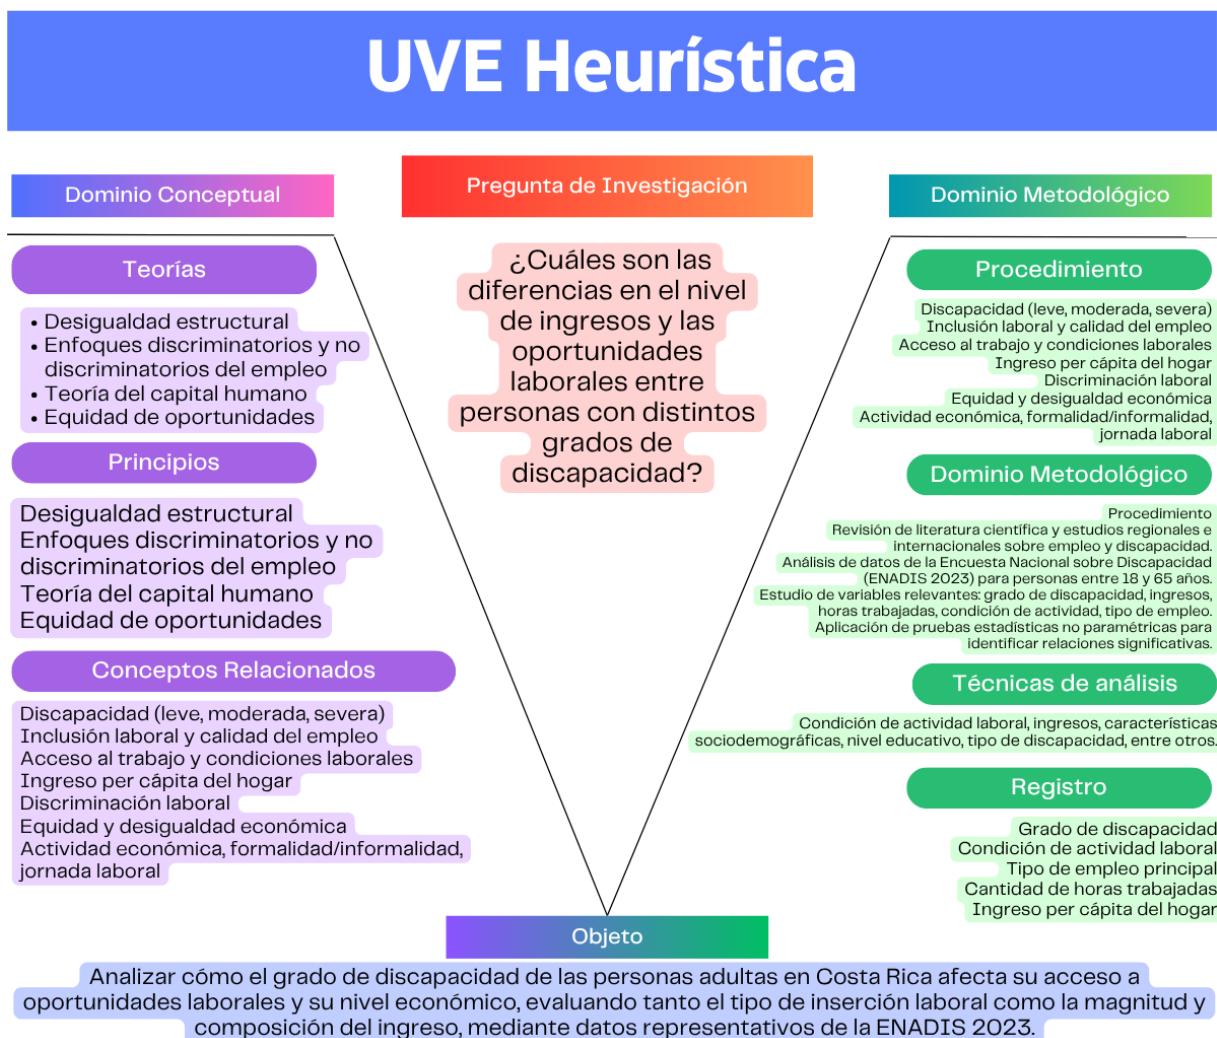 UVE Heurística
Dominio Conceptual
Teorías
• Desigualdad estructural
• Enfoques discriminatorios y no
discriminatorios del empleo
• Teoría del capital humano
• Equidad de oportunidades
Principios
Desigualdad estructural
Enfoques discriminatorios y no
discriminatorios del empleo
Teoría del capital humano
Equidad de oportunidades
Conceptos Relacionados
Discapacidad (leve, moderada, severa)
Inclusión laboral y calidad del empleo
Acceso al trabajo y condiciones laborales
Ingreso per cápita del hogar
Discriminación laboral
Equidad y desigualdad económica
Actividad económica, formalidad/informalidad,
jornada laboral
Pregunta de Investigación
¿Cuáles son las
diferencias en el nivel
de ingresos y las
oportunidades
laborales entre
personas con distintos
grados de
discapacidad?
Dominio Metodológico
Procedimiento
Discapacidad (leve, moderada, severa)
Inclusión laboral y calidad del empleo
Acceso al trabajo y condiciones laborales
Ingreso per cápita del hogar
Discriminación laboral
Equidad y desigualdad económica
Actividad económica, formalidad/informalidad,
jornada laboral
Dominio Metodológico
Procedimiento
Revisión de literatura científica y estudios regionales e
internacionales sobre empleo y discapacidad.
Análisis de datos de la Encuesta Nacional sobre Discapacidad
(ENADIS 2023) para personas entre 18 y 65 años.
Estudio de variables relevantes: grado de discapacidad, ingresos,
horas trabajadas, condición de actividad, tipo de empleo.
Aplicación de pruebas estadísticas no paramétricas para
identificar relaciones significativas.
Técnicas de análisis
Condición de actividad laboral, ingresos, características
sociodemográficas, nivel educativo, tipo de discapacidad, entre otros.
Registro
Grado de discapacidad
Condición de actividad laboral
Tipo de empleo principal
Cantidad de horas trabajadas
Ingreso per cápita del hogar
Objeto
Analizar cómo el grado de discapacidad de las personas adultas en Costa Rica afecta su acceso a
oportunidades laborales y su nivel económico, evaluando tanto el tipo de inserción laboral como la magnitud y
composición del ingreso, mediante datos representativos de la ENADIS 2023.